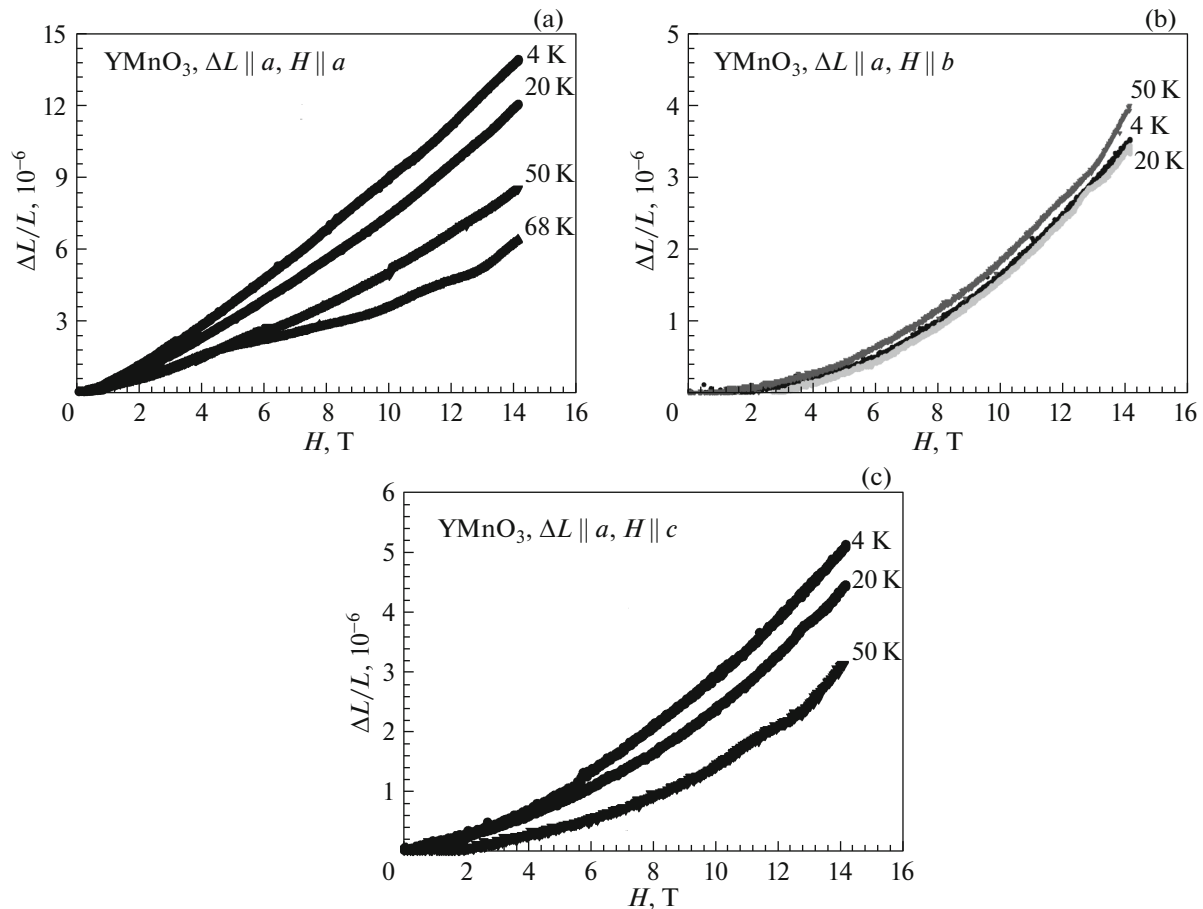 (a)
YMnO₃, ΔL || a, H || a
4 K
20 K
50 K
68 K
15
12
9
6
3
0
2
4
6
8
10
12
14
16
ΔL/L, 10⁻⁶
H, T
(b)
YMnO₃, ΔL || a, H || b
50 K
4 K
20 K
5
4
3
2
1
0
2
4
6
8
10
12
14
16
ΔL/L, 10⁻⁶
H, T
(c)
YMnO₃, ΔL || a, H || c
4 K
20 K
50 K
6
5
4
3
2
1
0
2
4
6
8
10
12
14
16
ΔL/L, 10⁻⁶
H, T